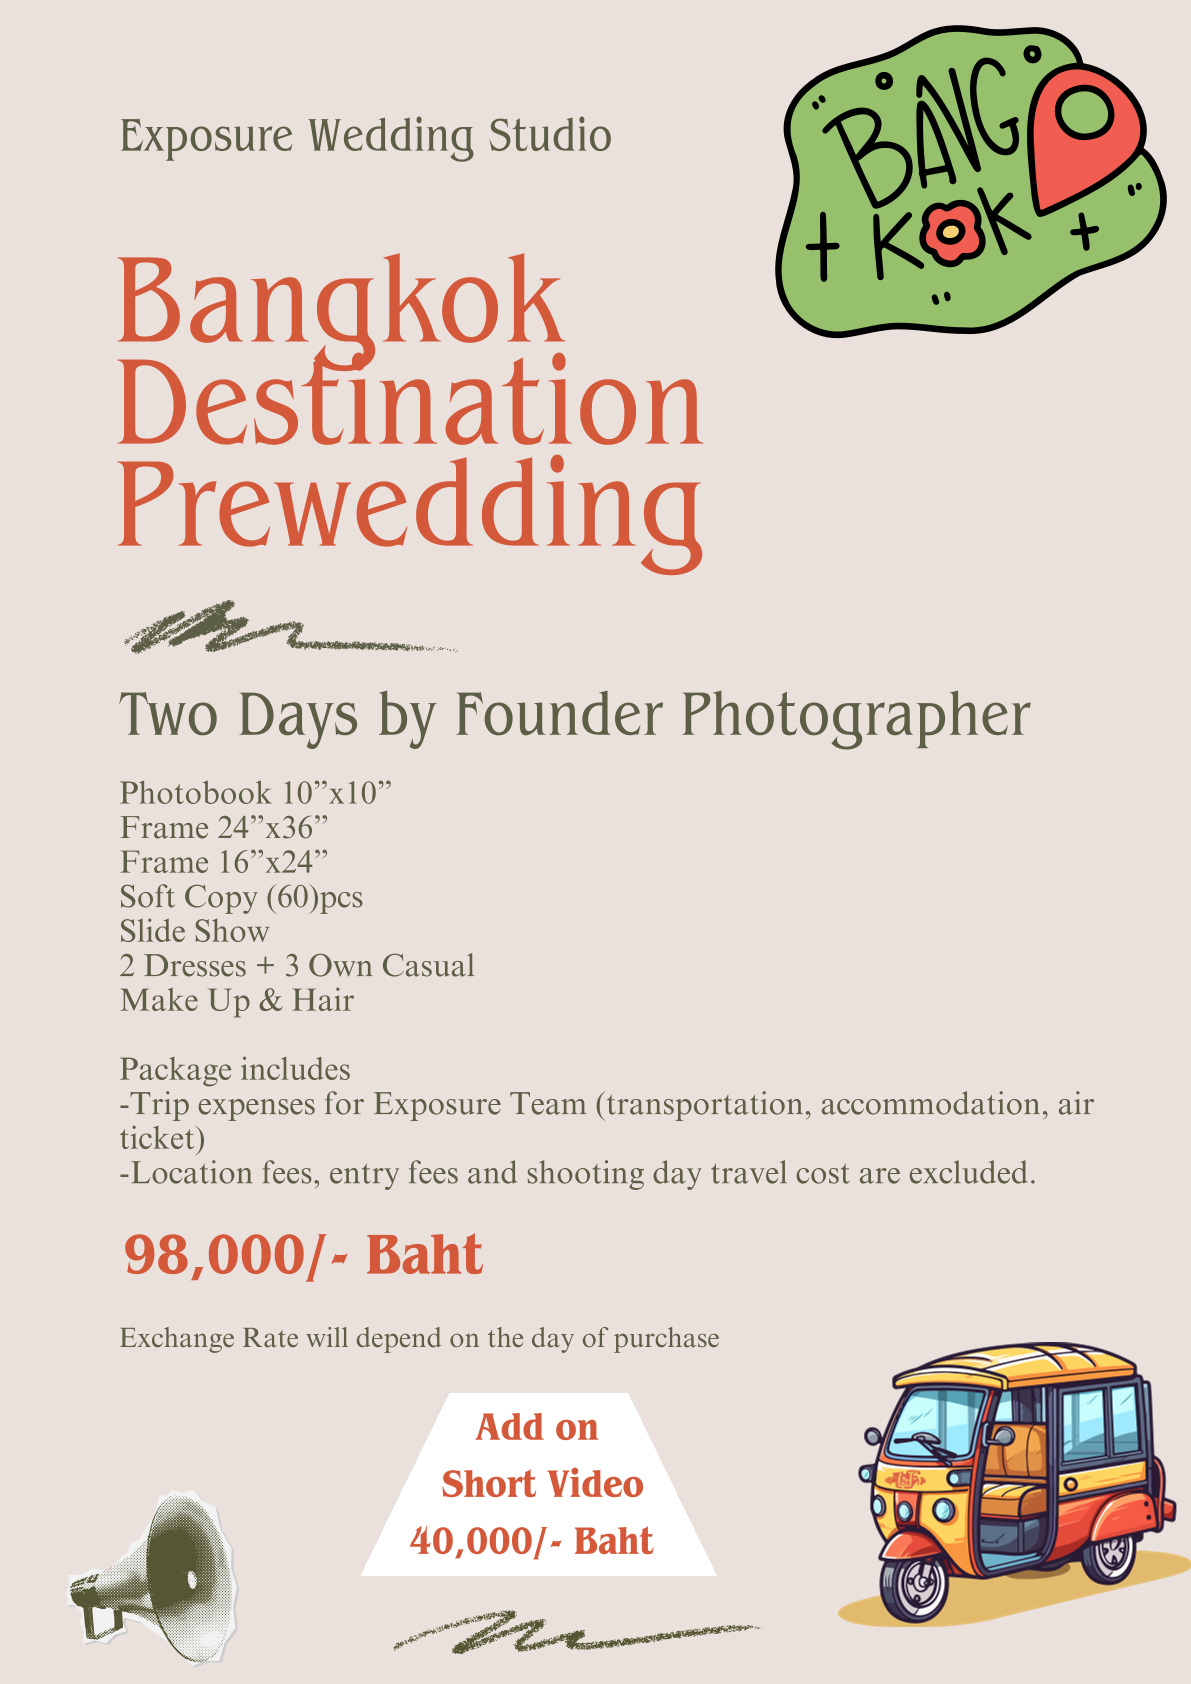 BANG
KOK
Exposure Wedding Studio
Bangkok
Destination
Prewedding
Two Days by Founder Photographer
Photobook 10”x10”
Frame 24”x36”
Frame 16”x24”
Soft Copy (60)pcs
Slide Show
2 Dresses + 3 Own Casual
Make Up & Hair
Package includes
-Trip expenses for Exposure Team (transportation, accommodation, air
ticket)
-Location fees, entry fees and shooting day travel cost are excluded.
98,000/- Baht
Exchange Rate will depend on the day of purchase
Add on
Short Video
40,000/- Baht